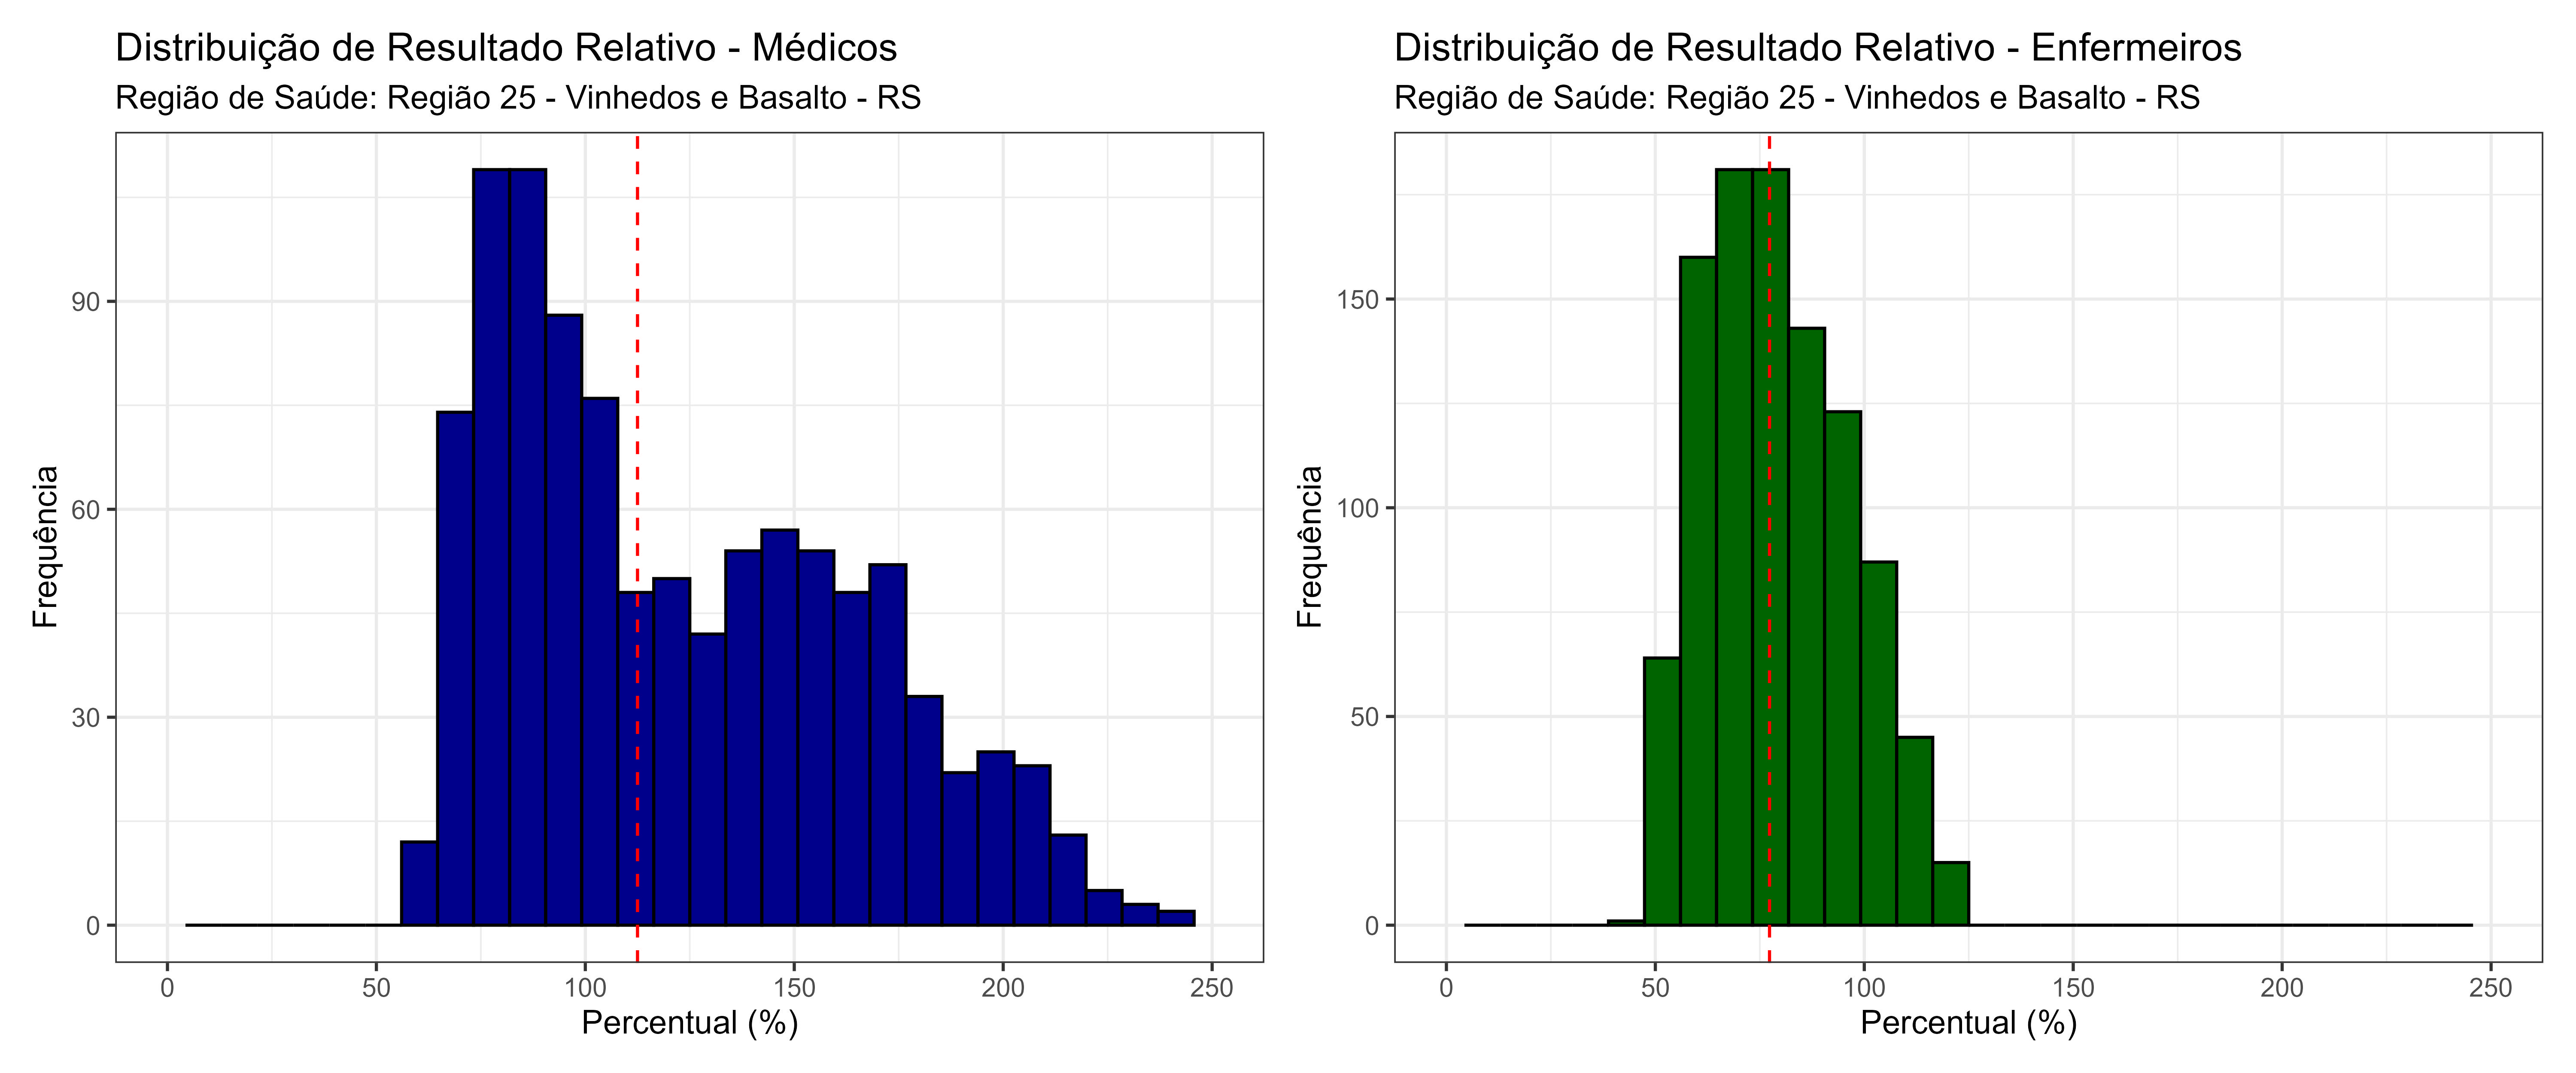 Distribuição de Resultado Relativo - Médicos
Região de Saúde: Região 25 - Vinhedos e Basalto - RS
Frequência
90
60
30
0
0 50 100 150 200 250
Percentual (%)
Distribuição de Resultado Relativo - Enfermeiros
Região de Saúde: Região 25 - Vinhedos e Basalto - RS
Frequência
150
100
50
0
0 50 100 150 200 250
Percentual (%)